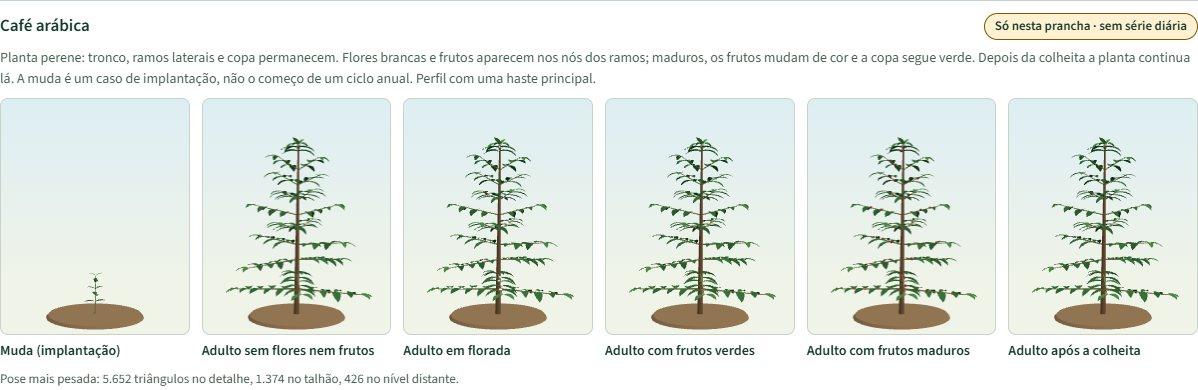 Café arábica
Só nesta prancha · sem série diária
Planta perene: tronco, ramos laterais e copa permanecem. Flores brancas e frutos aparecem nos nós dos ramos; maduros, os frutos mudam de cor e a copa segue verde. Depois da colheita a planta continua
lá. A muda é um caso de implantação, não o começo de um ciclo anual. Perfil com uma haste principal.
Muda (implantação)
Adulto sem flores nem frutos
Adulto em florada
Adulto com frutos verdes
Adulto com frutos maduros
Adulto após a colheita
Pose mais pesada: 5.652 triângulos no detalhe, 1.374 no talhão, 426 no nível distante.